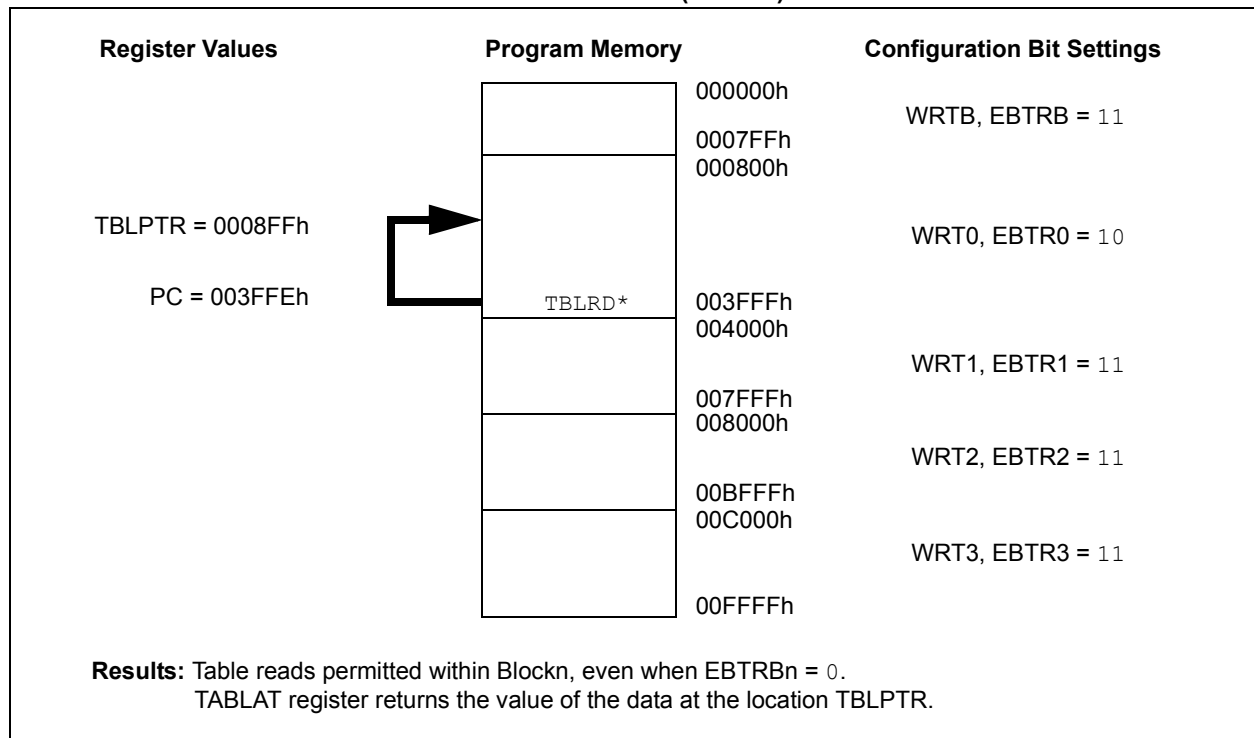 Register Values Program Memory Configuration Bit Settings
000000h
WRTB, EBTRB = 11
0007FFh
000800h
TBLPTR = 0008FFh
WRT0, EBTR0 = 10
PC = 003FFEh
TBLRD*
003FFFh
004000h
WRT1, EBTR1 = 11
007FFFh
008000h
WRT2, EBTR2 = 11
00BFFFh
00C000h
WRT3, EBTR3 = 11
00FFFFh
Results: Table reads permitted within Blockn, even when EBTRBn = 0.
TABLAT register returns the value of the data at the location TBLPTR.